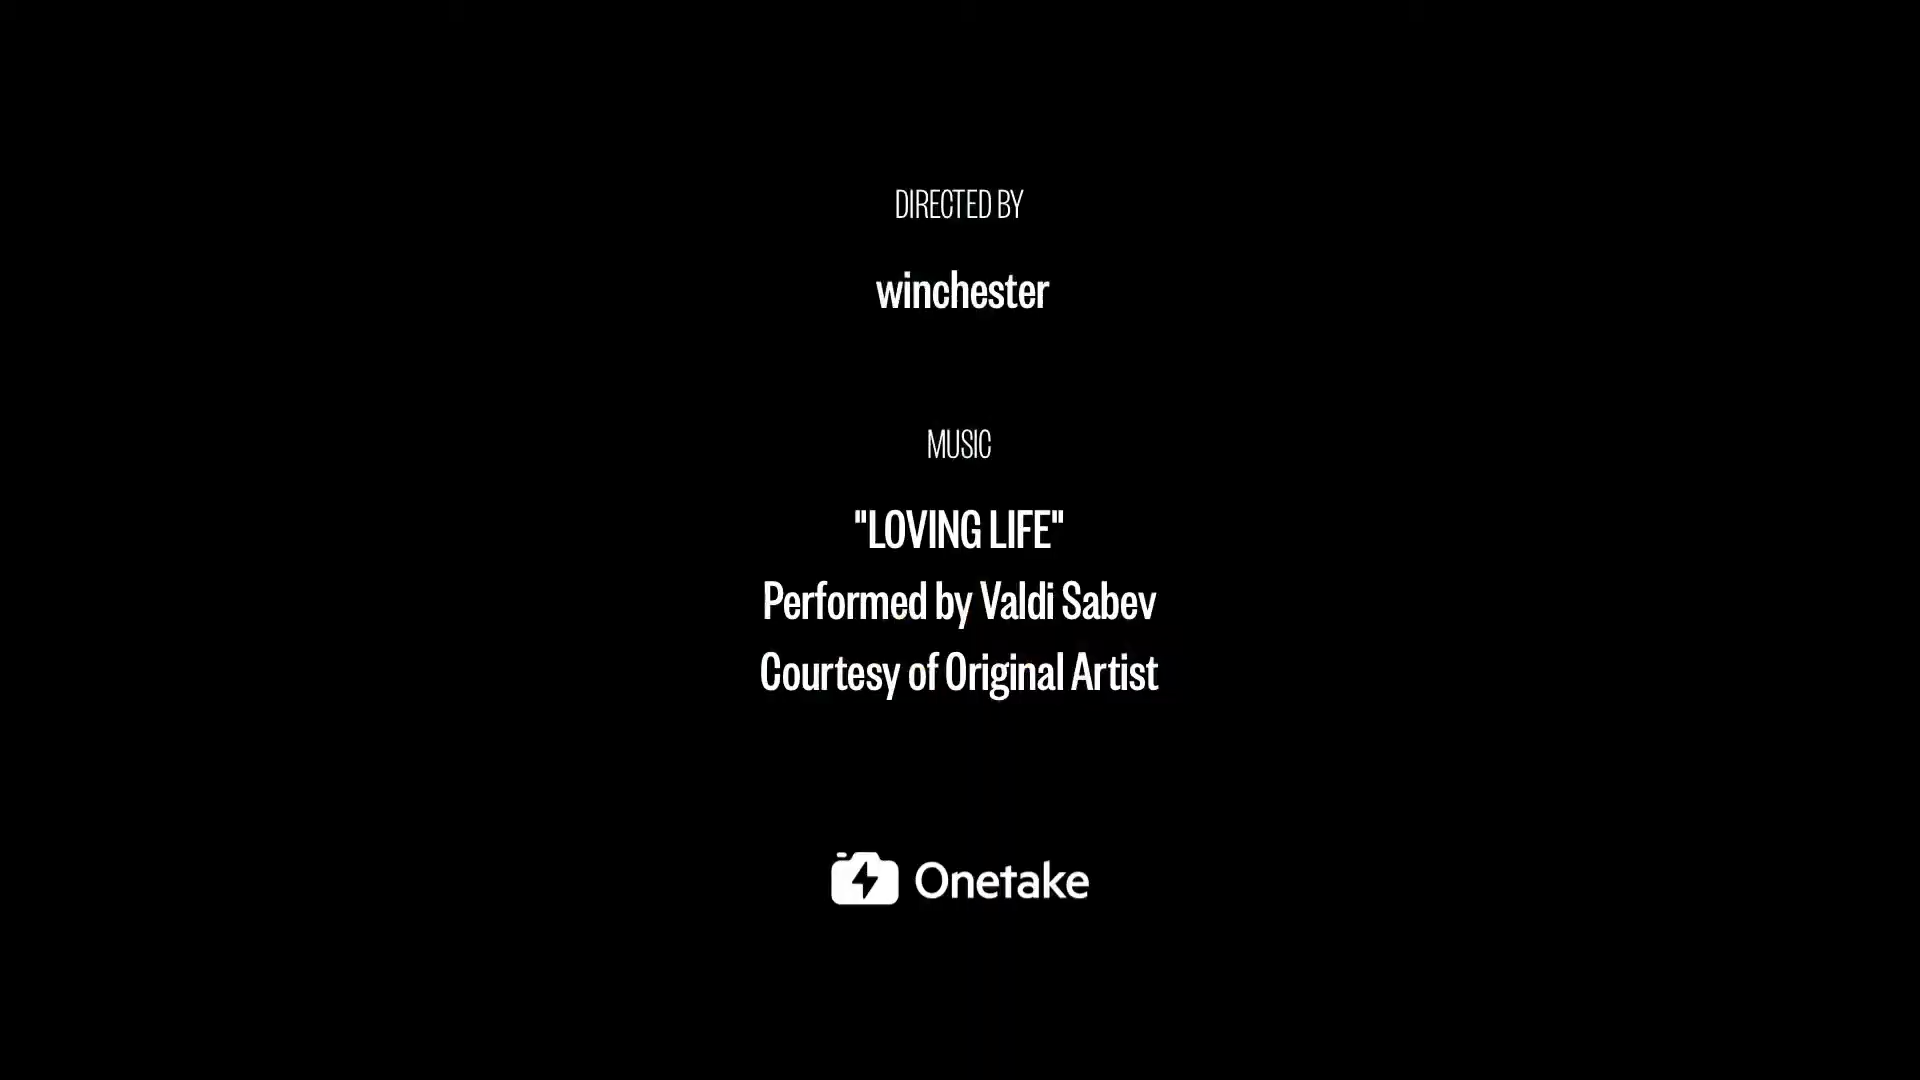 DIRECTED BY
winchester
MUSIC
"LOVING LIFE"
Performed by Valdi Sabev
Courtesy of Original Artist
Onetake